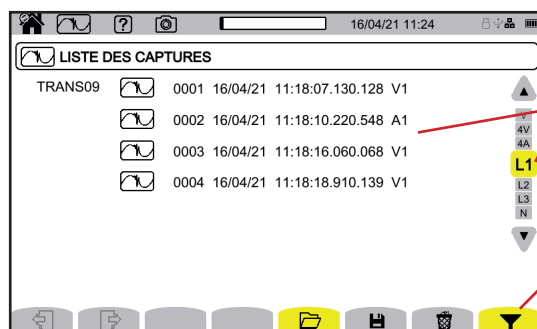 ? 16/04/21 11:24
LISTE DES CAPTURES
TRANS09 0001 16/04/21 11:18:07.130.128 V1
0002 16/04/21 11:18:10.220.548 A1
0003 16/04/21 11:18:16.060.068 V1
0004 16/04/21 11:18:18.910.139 V1
4V
4A
L1
L2
L3
N